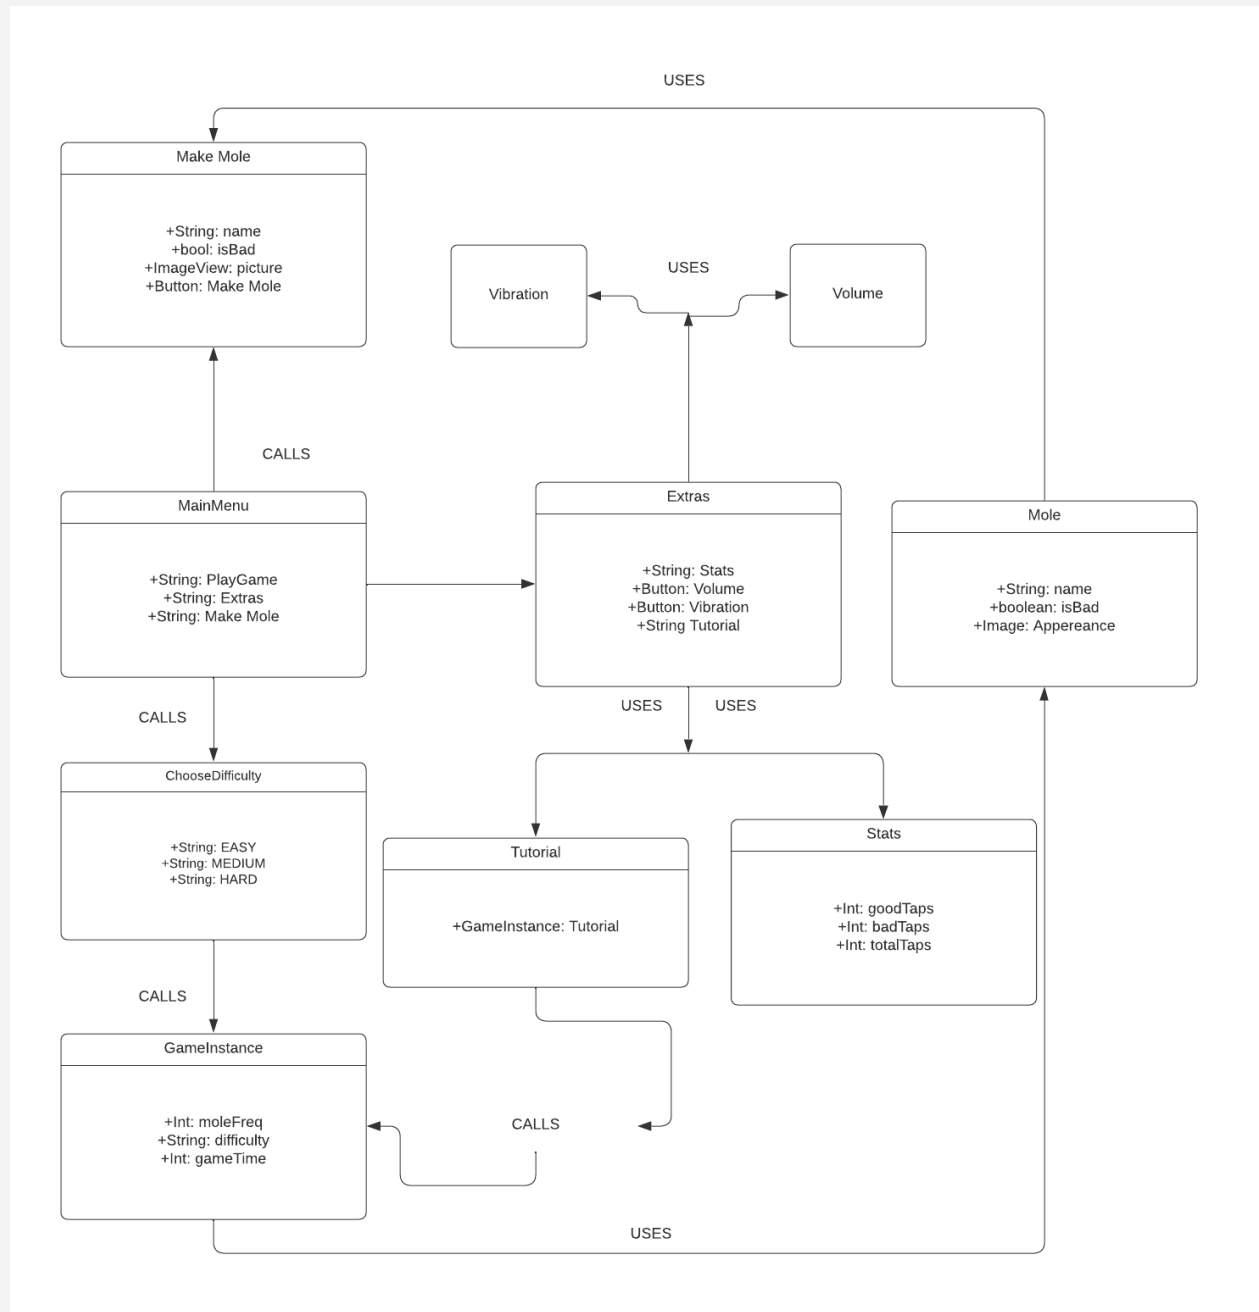 USES
Make Mole
+String: name
+bool: isBad
+ImageView: picture
+Button: Make Mole
Vibration
USES
Volume
CALLS
MainMenu
+String: PlayGame
+String: Extras
+String: Make Mole
Extras
+String: Stats
+Button: Volume
+Button: Vibration
+String Tutorial
Mole
+String: name
+boolean: isBad
+Image: Appereance
USES
USES
CALLS
ChooseDifficulty
+String: EASY
+String: MEDIUM
+String: HARD
Tutorial
+GameInstance: Tutorial
Stats
+Int: goodTaps
+Int: badTaps
+Int: totalTaps
CALLS
GameInstance
+Int: moleFreq
+String: difficulty
+Int: gameTime
CALLS
USES